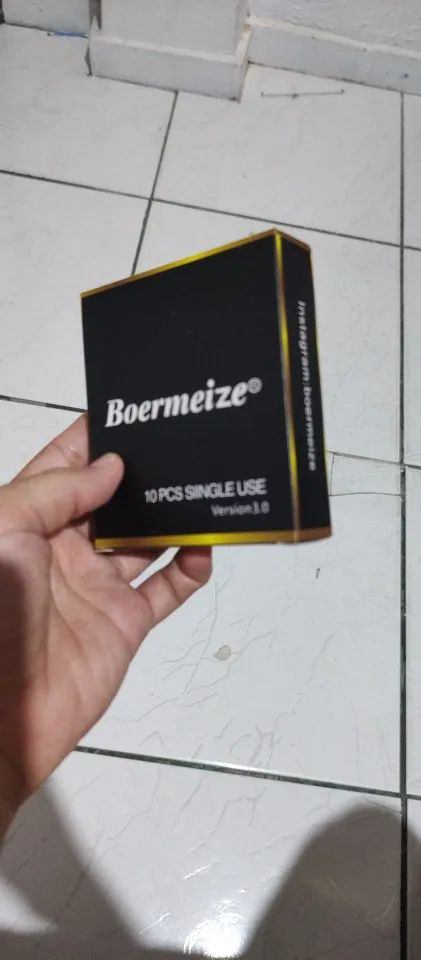 Boermeize®
10 PCS SINGLE USE
Version 3.0
Instagram:boermeize